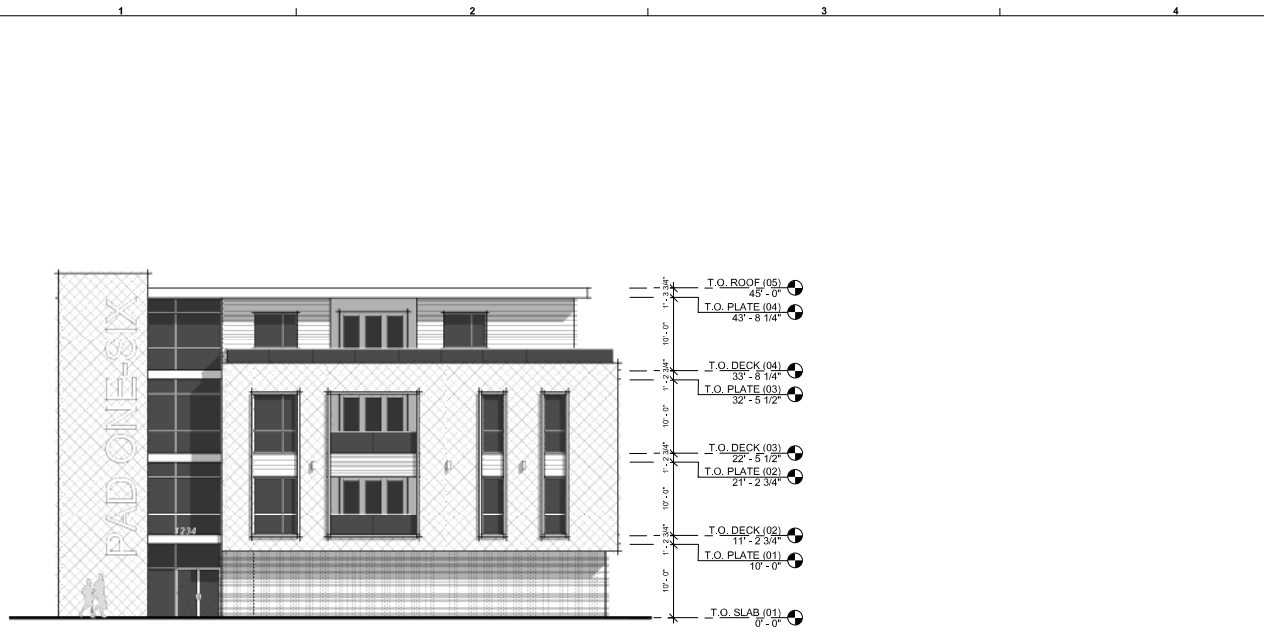 1
2
3
4
PAD ONE-SIX
1234
1' - 3 3/4"
T.O. ROOF (05)
45' - 0"
T.O. PLATE (04)
43' - 8 1/4"
10' - 0"
T.O. DECK (04)
33' - 8 1/4"
1' - 2 3/4"
T.O. PLATE (03)
32' - 5 1/2"
10' - 0"
T.O. DECK (03)
22' - 5 1/2"
1' - 2 3/4"
T.O. PLATE (02)
21' - 2 3/4"
10' - 0"
T.O. DECK (02)
11' - 2 3/4"
1' - 2 3/4"
T.O. PLATE (01)
10' - 0"
10' - 0"
T.O. SLAB (01)
0' - 0"